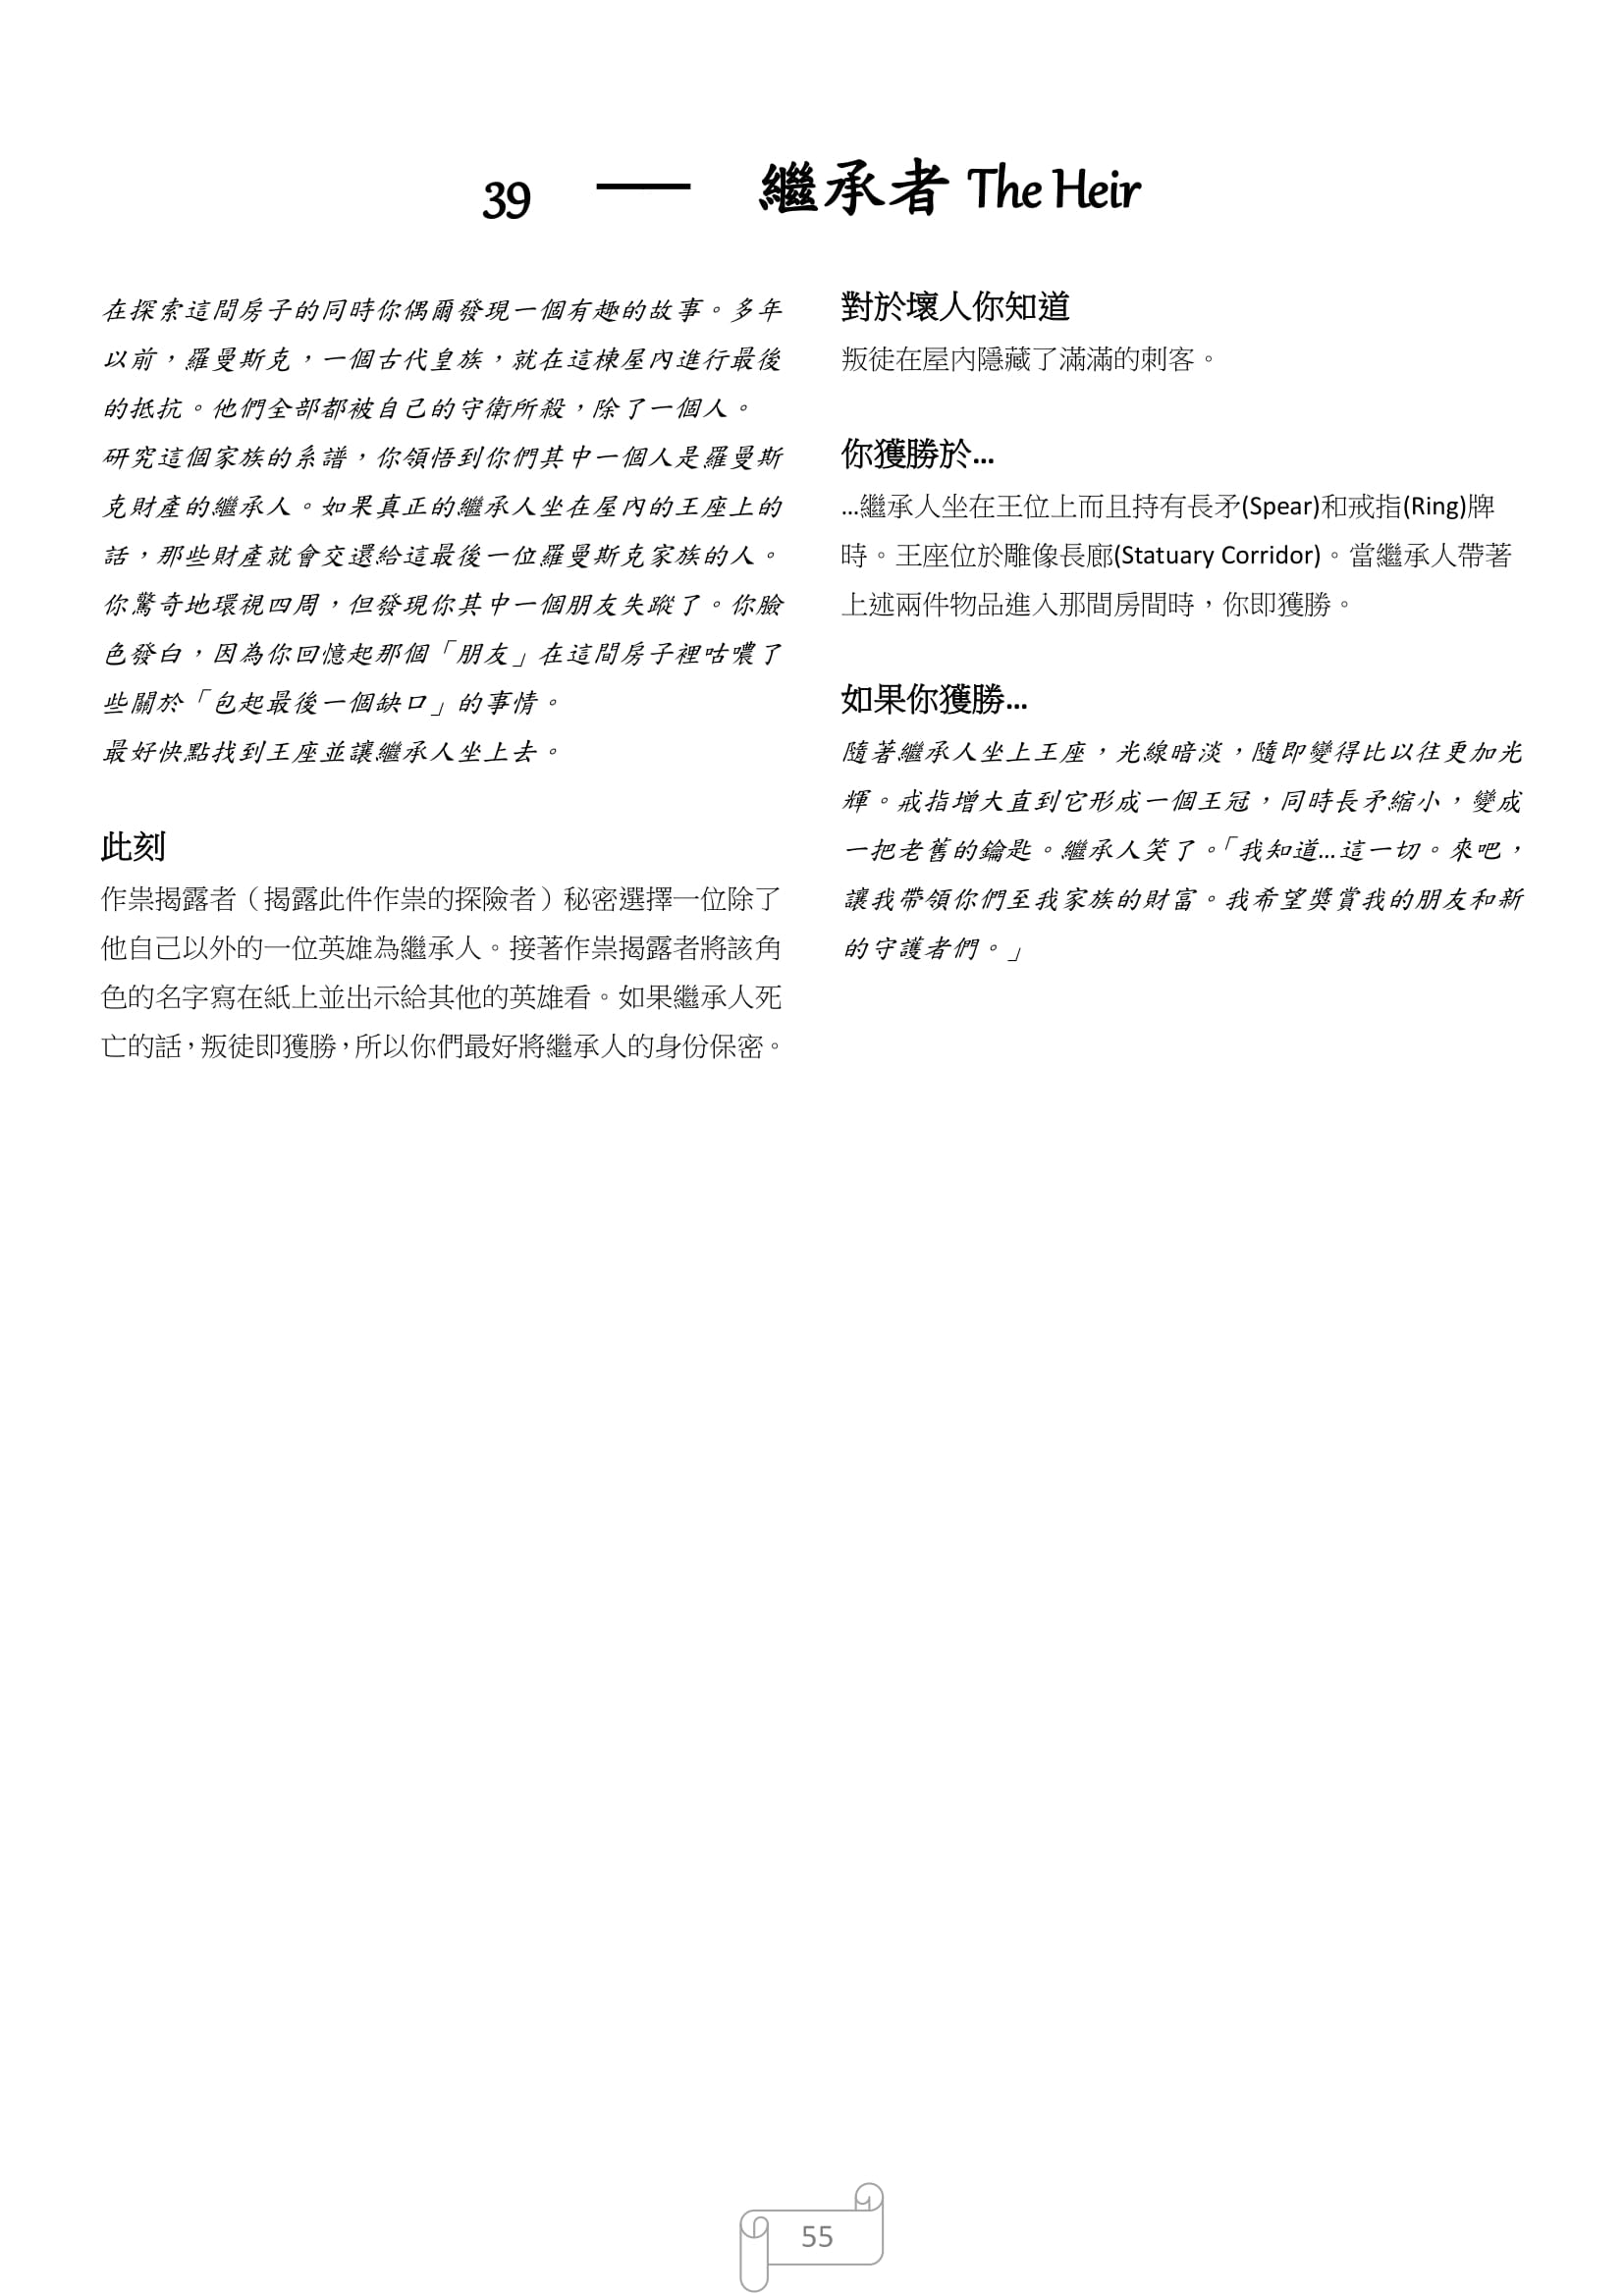 39 — 繼承者 The Heir
在探索這間房子的同時你偶爾發現一個有趣的故事。多年
以前，羅曼斯克，一個古代皇族，就在這棟屋內進行最後
的抵抗。他們全部都被自己的守衛所殺，除了一個人。
研究這個家族的系譜，你領悟到你們其中一個人是羅曼斯
克財產的繼承人。如果真正的繼承人坐在屋內的王座上的
話，那些財產就會交還給這最後一位羅曼斯克家族的人。
你驚奇地環視四周，但發現你其中一個朋友失蹤了。你臉
色發白，因為你回憶起那個「朋友」在這間房子裡咕噥了
些關於「包起最後一個缺口」的事情。
最好快點找到王座並讓繼承人坐上去。
此刻
作祟揭露者（揭露此件作祟的探險者）秘密選擇一位除了
他自己以外的一位英雄為繼承人。接著作祟揭露者將該角
色的名字寫在紙上並出示給其他的英雄看。如果繼承人死
亡的話，叛徒即獲勝，所以你們最好將繼承人的身份保密。
對於壞人你知道
叛徒在屋內隱藏了滿滿的刺客。
你獲勝於...
...繼承人坐在王位上而且持有長矛(Spear)和戒指(Ring)牌
時。王座位於雕像長廊(Statuary Corridor)。當繼承人帶著
上述兩件物品進入那間房間時，你即獲勝。
如果你獲勝...
隨著繼承人坐上王座，光線暗淡，隨即變得比以往更加光
輝。戒指增大直到它形成一個王冠，同時長矛縮小，變成
一把老舊的鑰匙。繼承人笑了。「我知道...這一切。來吧，
讓我帶領你們至我家族的財富。我希望獎賞我的朋友和新
的守護者們。」
55